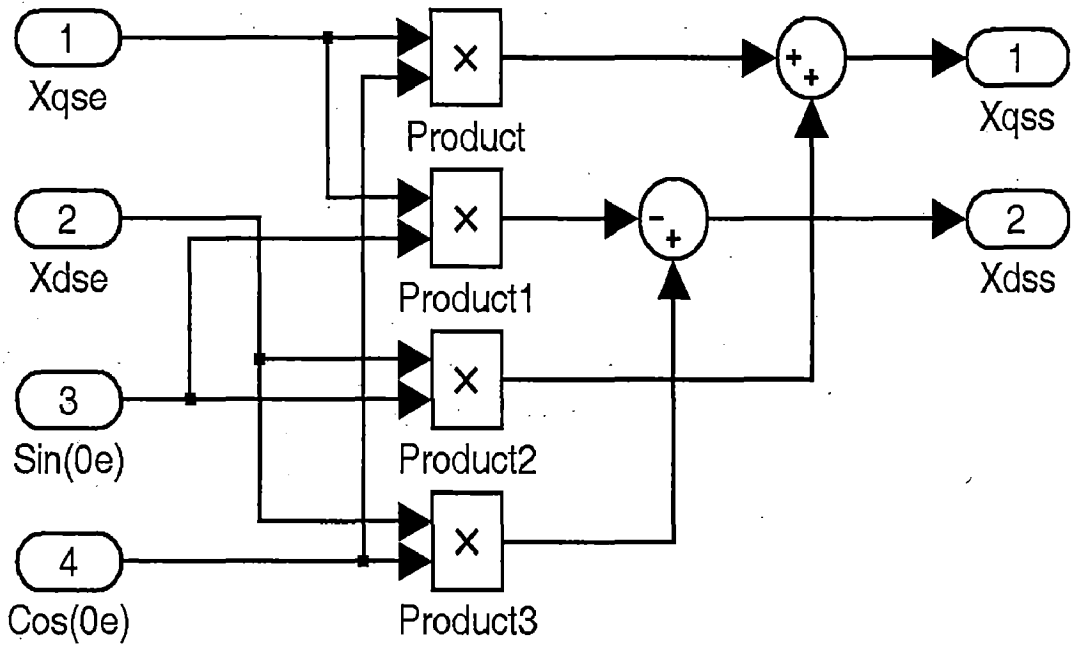 1
Xqse
×
Product
+
+
1
Xqss
2
Xdse
×
Product1
-
+
2
Xdss
3
Sin(0e)
×
Product2
4
Cos(0e)
×
Product3